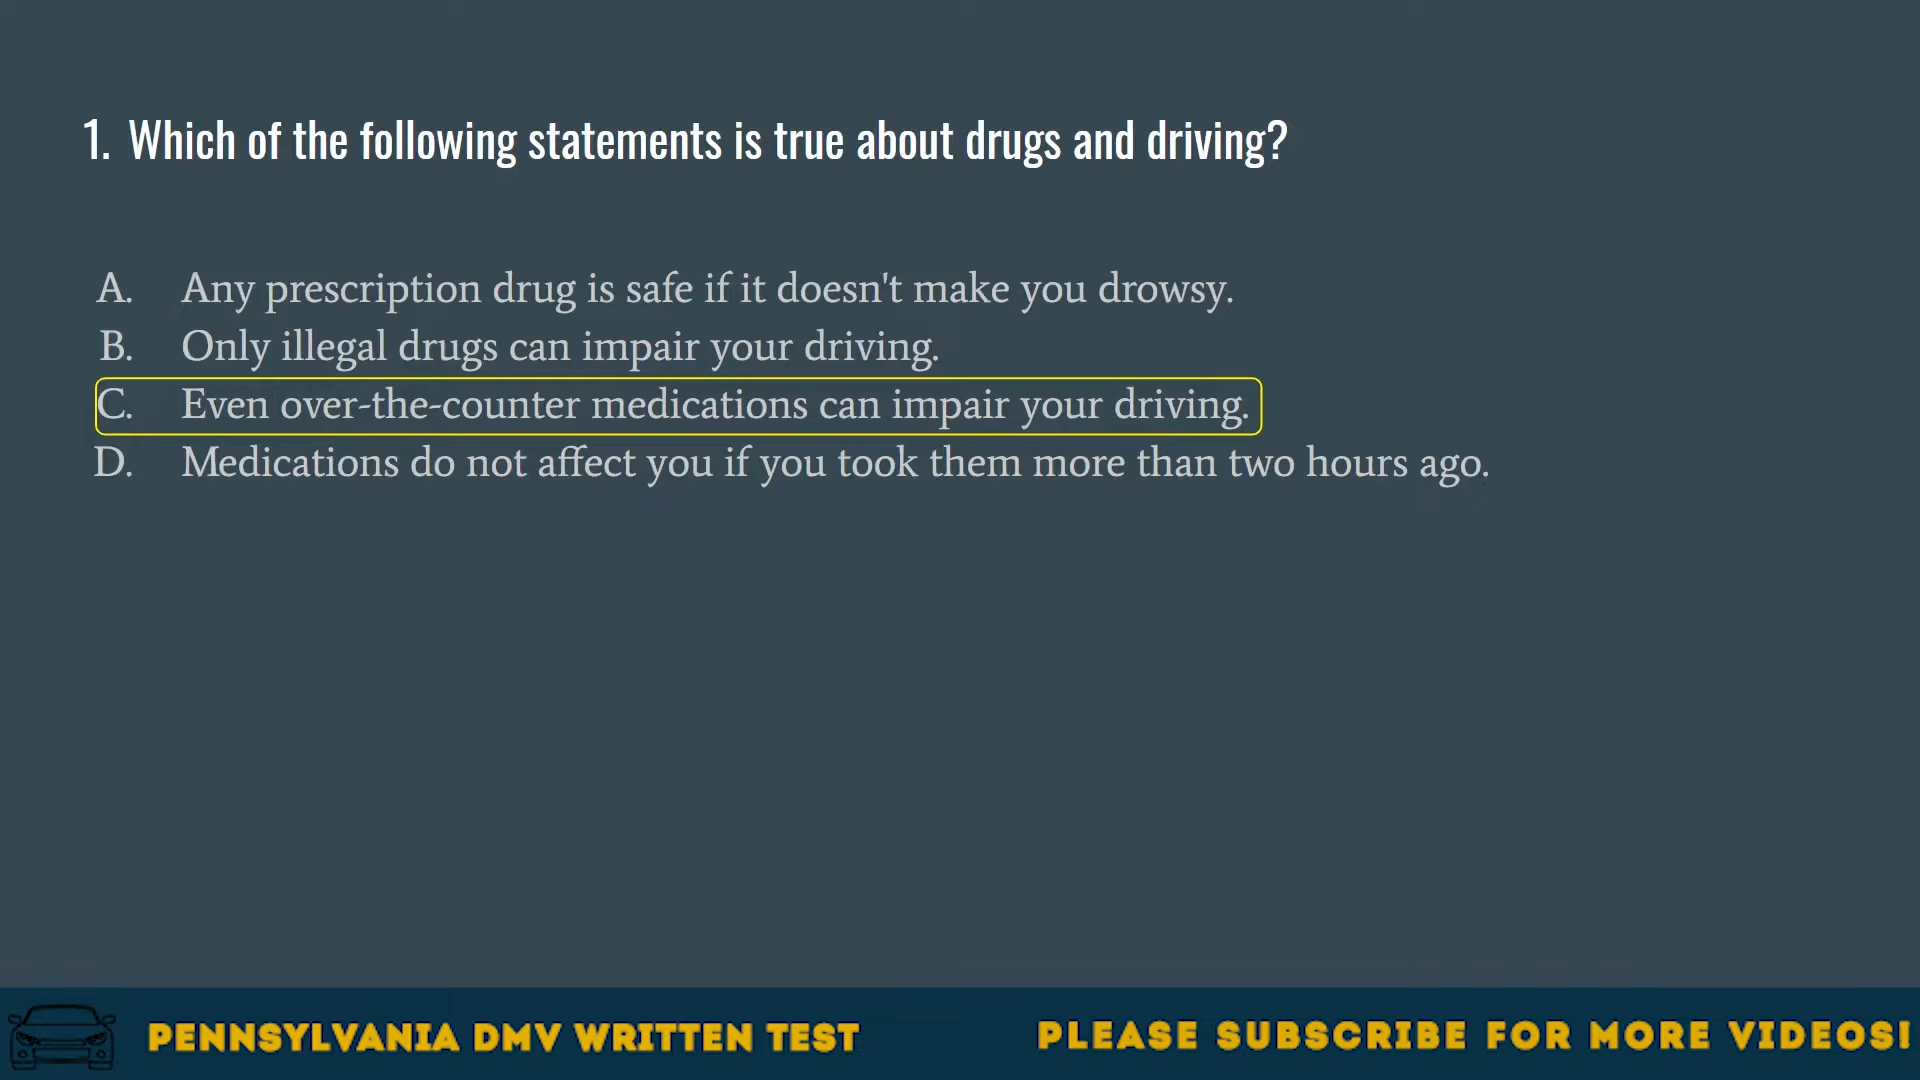 1. Which of the following statements is true about drugs and driving?
A. Any prescription drug is safe if it doesn't make you drowsy.
B. Only illegal drugs can impair your driving.
C. Even over-the-counter medications can impair your driving.
D. Medications do not affect you if you took them more than two hours ago.
PENNSYLVANIA DMV WRITTEN TEST
PLEASE SUBSCRIBE FOR MORE VIDEOS!